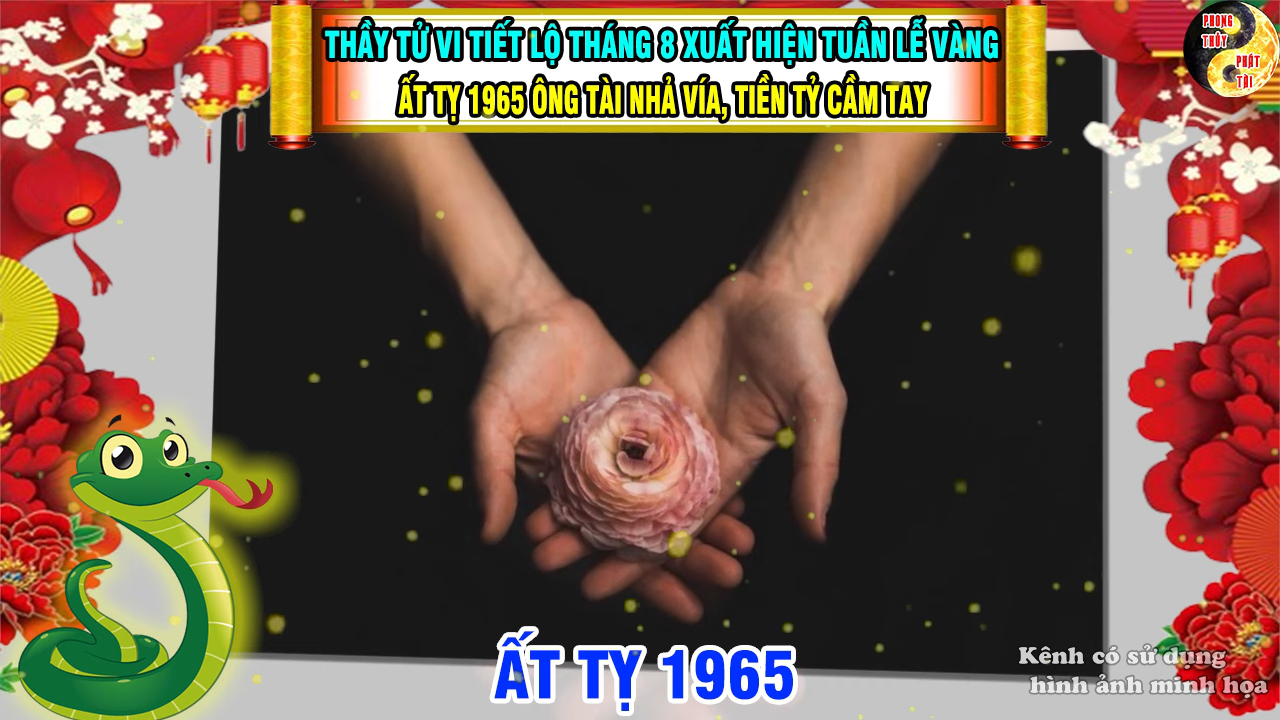 THẦY TỬ VI TIẾT LỘ THÁNG 8 XUẤT HIỆN TUẦN LỄ VÀNG
ẤT TỴ 1965 ÔNG TÀI NHẢ VÍA, TIỀN TỶ CẦM TAY
PHONG
THỦY
PHÁT
TÀI
ẤT TỴ 1965
Kênh có sử dụng
hình ảnh minh họa